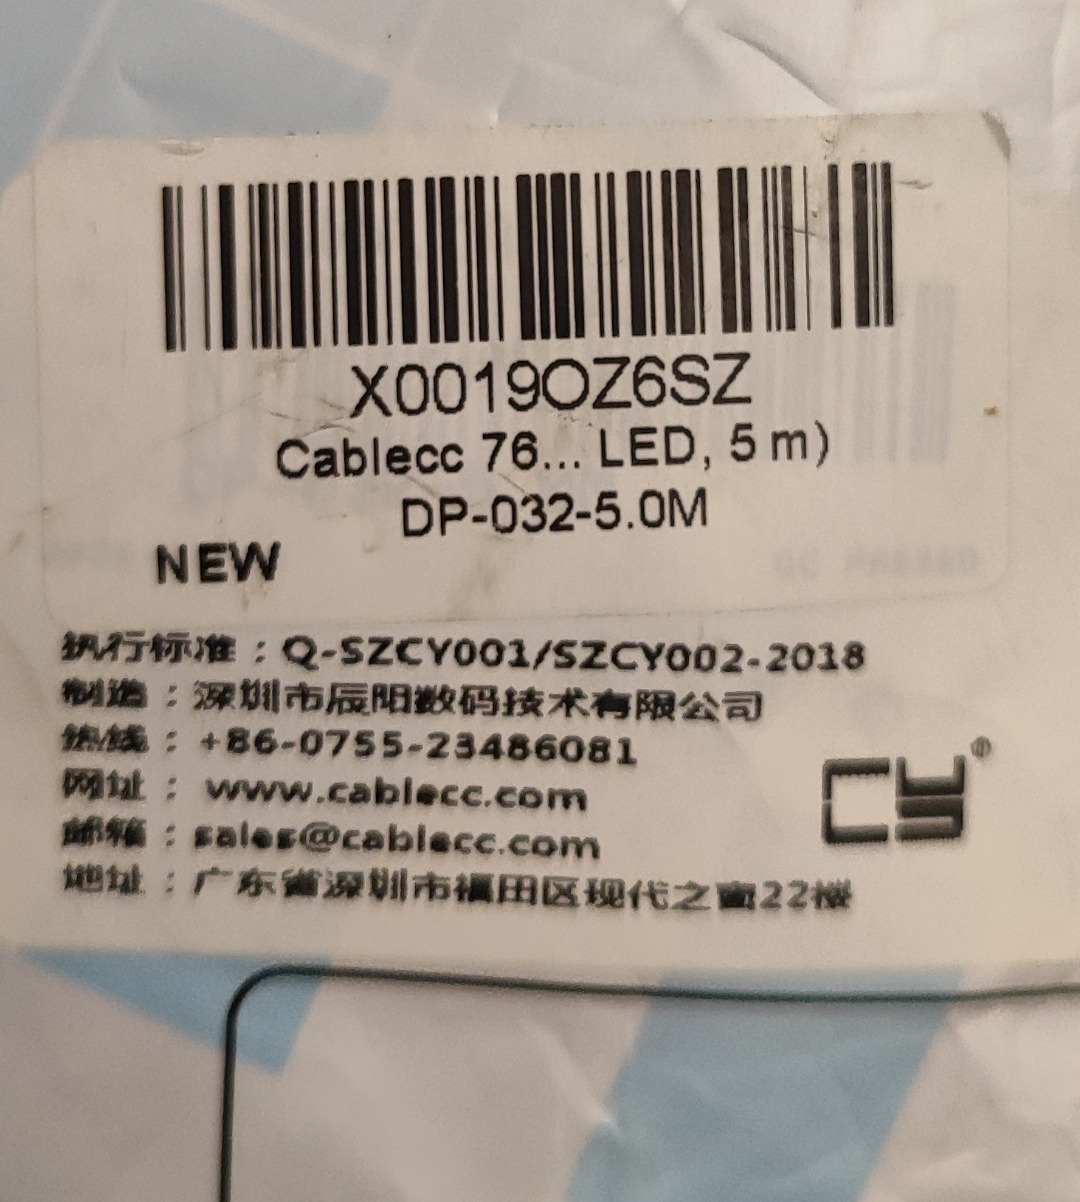 X0019OZ6SZ
Cablecc 76... LED, 5 m)
DP-032-5.0M
NEW
执行标准：Q-SZCY001/SZCY002-2018
制造：深圳市辰阳数码技术有限公司
热线：+86-0755-23486081
网址：www.cablecc.com
邮箱：sales@cablecc.com
CY®
地址：广东省深圳市福田区现代之窗22楼